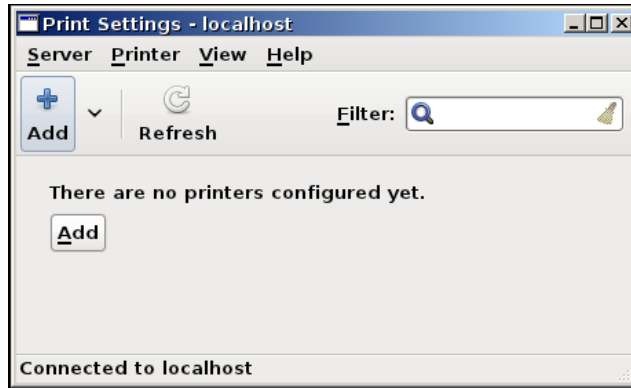 Print Settings - localhost
Server Printer View Help
Add Refresh Filter:
There are no printers configured yet.
Add
Connected to localhost